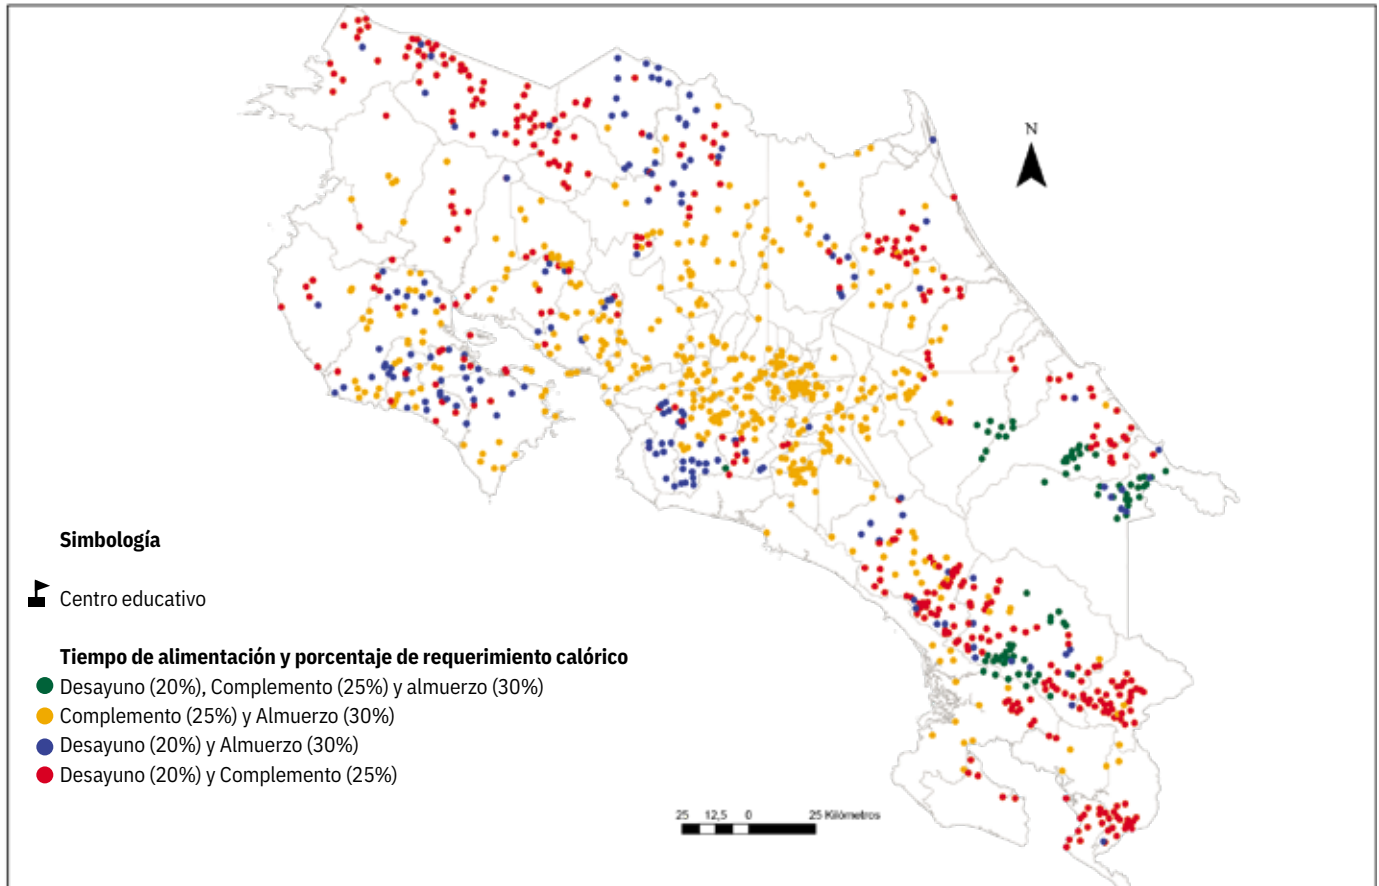 N
Simbología
Centro educativo
Tiempo de alimentación y porcentaje de requerimiento calórico
Desayuno (20%), Complemento (25%) y almuerzo (30%)
Complemento (25%) y Almuerzo (30%)
Desayuno (20%) y Almuerzo (30%)
Desayuno (20%) y Complemento (25%)
25 12,5 0 25 Kilómetros